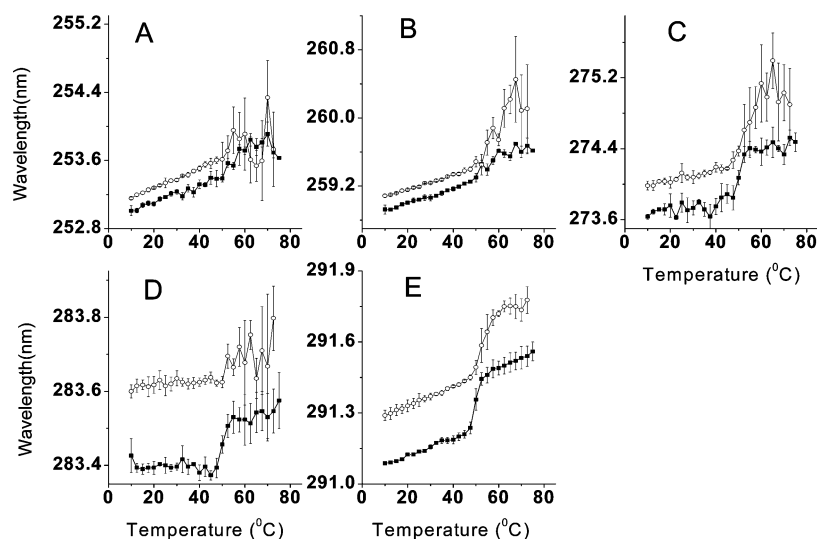 A
B
C
Wavelength(nm)
255.2
254.4
253.6
252.8
0 20 40 60 80
260.8
260.0
259.2
0 20 40 60 80
275.2
274.4
273.6
0 20 40 60 80
Temperature (⁰C)
D
E
Wavelength(nm)
283.8
283.6
283.4
0 20 40 60 80
Temperature (⁰C)
291.9
291.6
291.3
291.0
0 20 40 60 80
Temperature (⁰C)